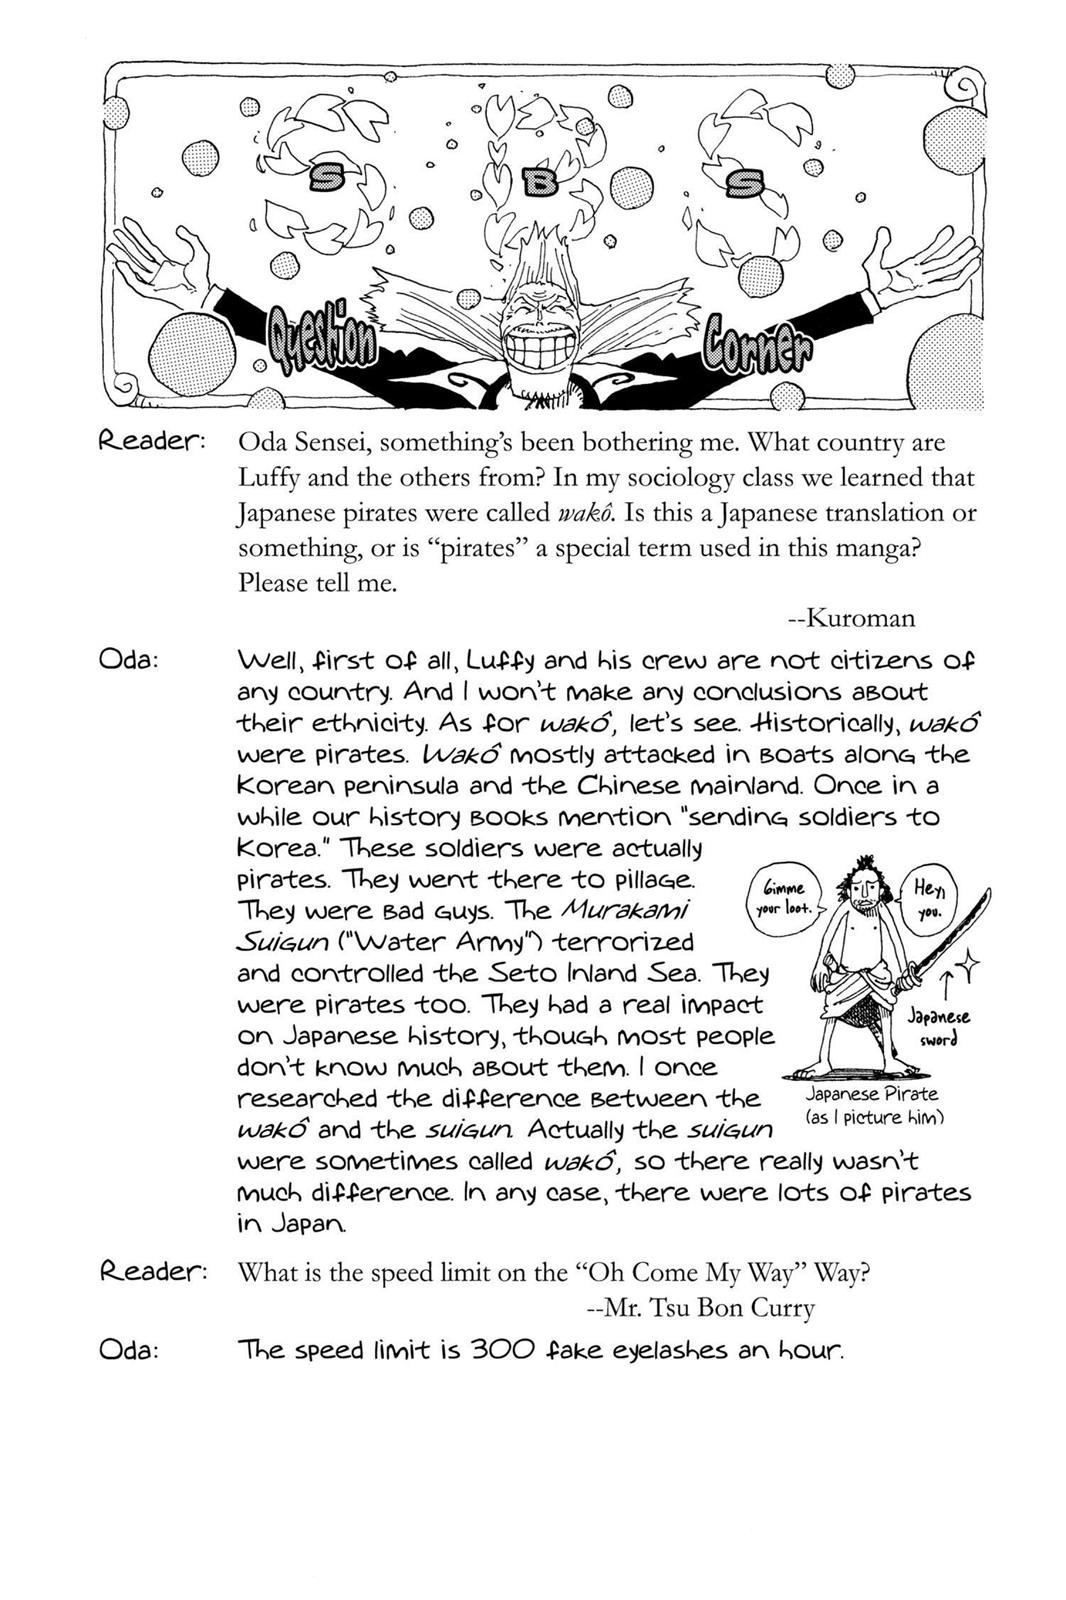 S B S
Question Corner
Reader: Oda Sensei, something's been bothering me. What country are
Luffy and the others from? In my sociology class we learned that
Japanese pirates were called wakô. Is this a Japanese translation or
something, or is “pirates” a special term used in this manga?
Please tell me.
--Kuroman
Oda: Well, first of all, Luffy and his crew are not citizens of
any country. And I won't make any conclusions about
their ethnicity. As for wakô, let's see. Historically, wakô
were pirates. Wakô mostly attacked in boats along the
Korean peninsula and the Chinese mainland. Once in a
while our history books mention "sending soldiers to
Korea." These soldiers were actually
pirates. They went there to pillage.
They were bad guys. The Murakami
Suigun ("Water Army") terrorized
and controlled the Seto Inland Sea. They
were pirates too. They had a real impact
on Japanese history, though most people
don't know much about them. I once
researched the difference between the
wakô and the suigun. Actually the suigun
were sometimes called wakô, so there really wasn't
much difference. In any case, there were lots of pirates
in Japan.
Gimme
your loot.
Hey,
you.
Japanese
sword
Japanese Pirate
(as I picture him)
Reader: What is the speed limit on the “Oh Come My Way” Way?
--Mr. Tsu Bon Curry
Oda: The speed limit is 300 fake eyelashes an hour.